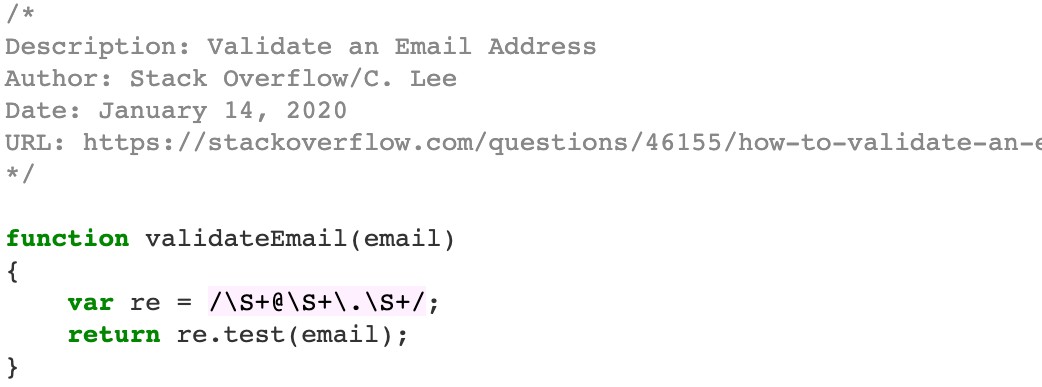 /*
Description: Validate an Email Address
Author: Stack Overflow/C. Lee
Date: January 14, 2020
URL: https://stackoverflow.com/questions/46155/how-to-validate-an-e
*/
function validateEmail(email)
{
    var re = /\S+@\S+\.\S+/;
    return re.test(email);
}